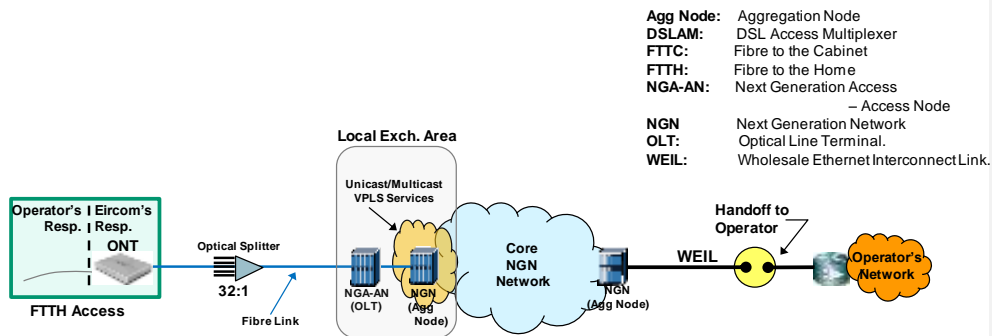 Agg Node: Aggregation Node
DSLAM: DSL Access Multiplexer
FTTC: Fibre to the Cabinet
FTTH: Fibre to the Home
NGA-AN: Next Generation Access
– Access Node
NGN Next Generation Network
OLT: Optical Line Terminal.
WEIL: Wholesale Ethernet Interconnect Link.
Local Exch. Area
Unicast/Multicast
VPLS Services
Operator's
Resp.
Eircom's
Resp.
ONT
FTTH Access
Optical Splitter
32:1
Fibre Link
NGA-AN
(OLT)
NGN
(Agg
Node)
Core
NGN
Network
NGN
(Agg Node)
WEIL
Handoff to
Operator
Operator's
Network